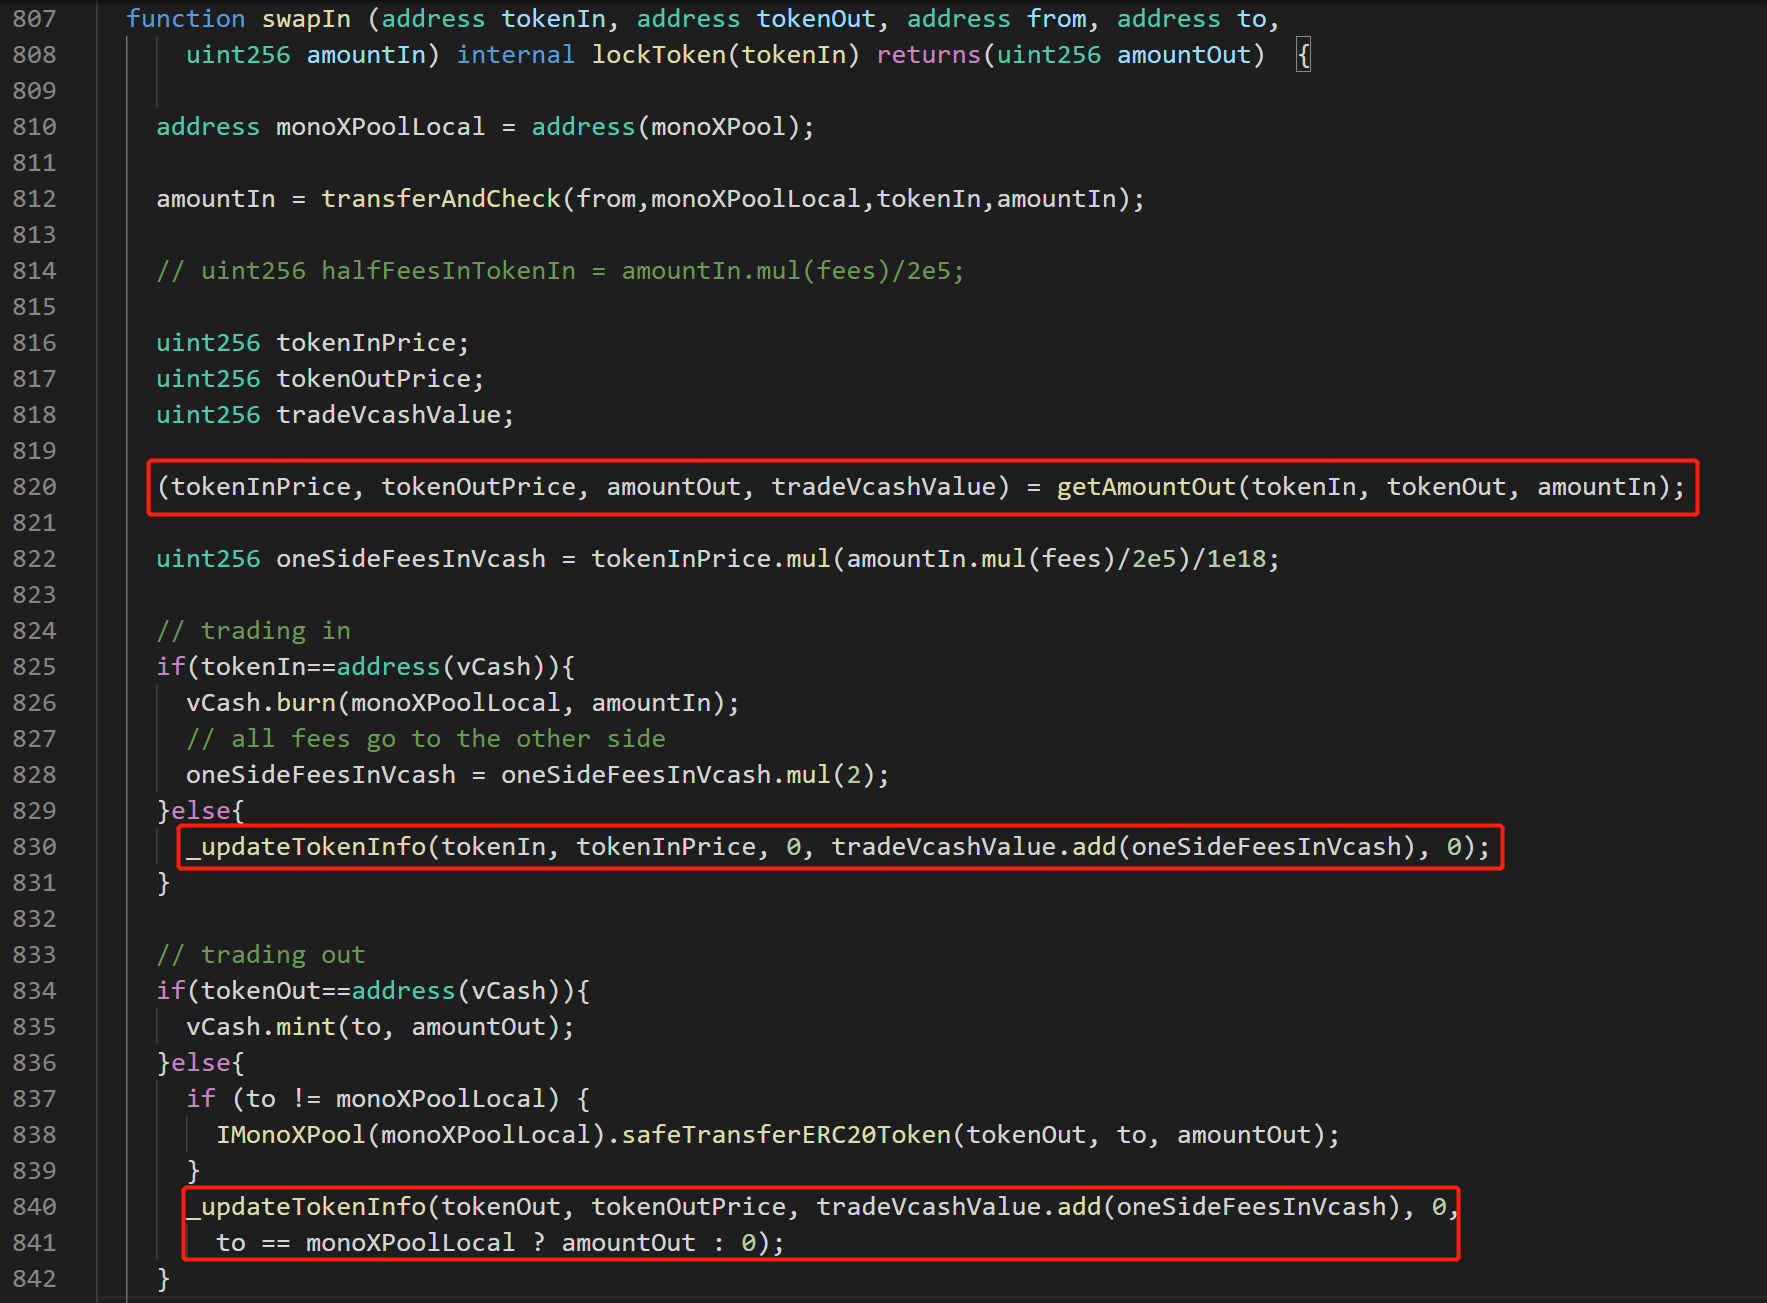 807 function swapIn (address tokenIn, address tokenOut, address from, address to,
808 uint256 amountIn) internal lockToken(tokenIn) returns(uint256 amountOut)  {
809
810 address monoXPoolLocal = address(monoXPool);
811
812 amountIn = transferAndCheck(from,monoXPoolLocal,tokenIn,amountIn);
813
814 // uint256 halfFeesInTokenIn = amountIn.mul(fees)/2e5;
815
816 uint256 tokenInPrice;
817 uint256 tokenOutPrice;
818 uint256 tradeVcashValue;
819
820 (tokenInPrice, tokenOutPrice, amountOut, tradeVcashValue) = getAmountOut(tokenIn, tokenOut, amountIn);
821
822 uint256 oneSideFeesInVcash = tokenInPrice.mul(amountIn.mul(fees)/2e5)/1e18;
823
824 // trading in
825 if(tokenIn==address(vCash)){
826 vCash.burn(monoXPoolLocal, amountIn);
827 // all fees go to the other side
828 oneSideFeesInVcash = oneSideFeesInVcash.mul(2);
829 }else{
830 _updateTokenInfo(tokenIn, tokenInPrice, 0, tradeVcashValue.add(oneSideFeesInVcash), 0);
831 }
832
833 // trading out
834 if(tokenOut==address(vCash)){
835 vCash.mint(to, amountOut);
836 }else{
837 if (to != monoXPoolLocal) {
838 IMonoXPool(monoXPoolLocal).safeTransferERC20Token(tokenOut, to, amountOut);
839 }
840 _updateTokenInfo(tokenOut, tokenOutPrice, tradeVcashValue.add(oneSideFeesInVcash), 0,
841 to == monoXPoolLocal ? amountOut : 0);
842 }